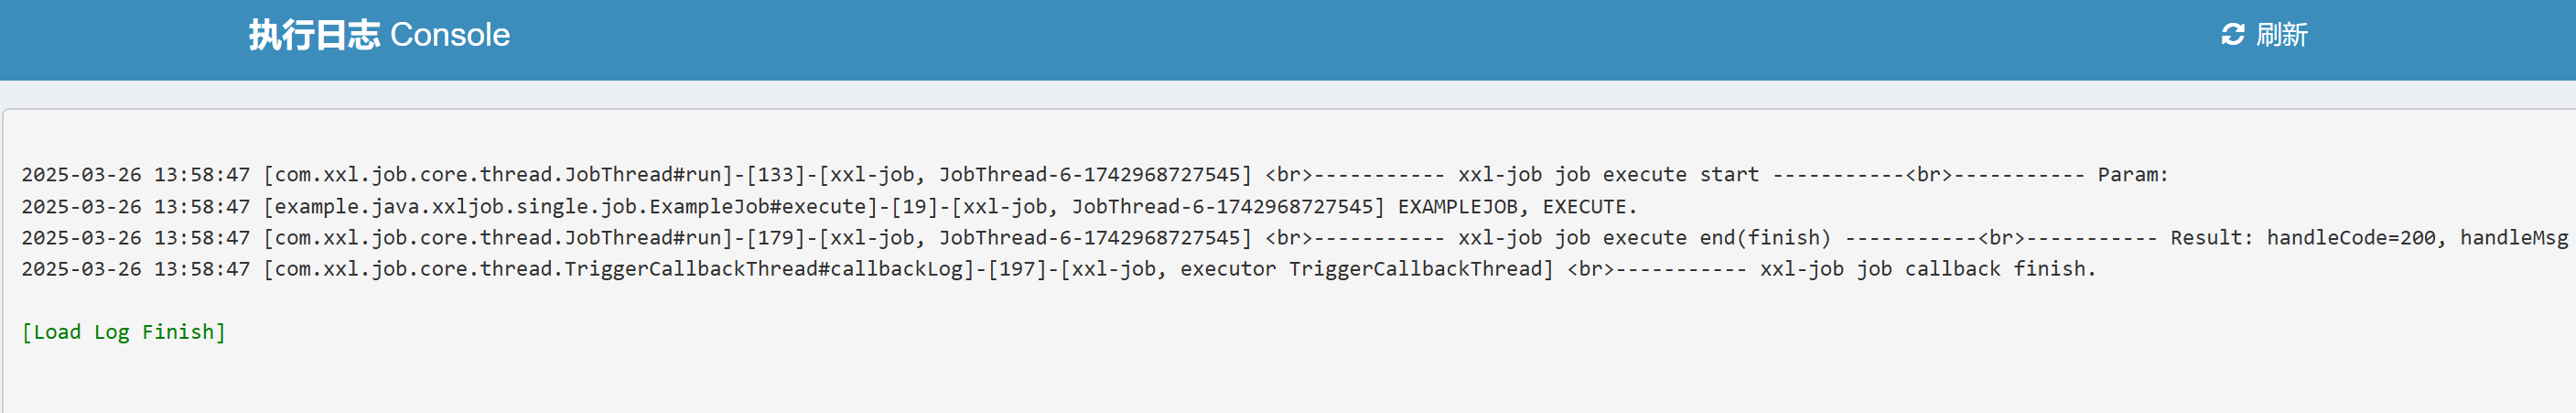 执行日志 Console
刷新
2025-03-26 13:58:47 [com.xxl.job.core.thread.JobThread#run]-[133]-[xxl-job, JobThread-6-1742968727545] <br>----------- xxl-job job execute start -----------<br>----------- Param:
2025-03-26 13:58:47 [example.java.xxljob.single.job.ExampleJob#execute]-[19]-[xxl-job, JobThread-6-1742968727545] EXAMPLEJOB, EXECUTE.
2025-03-26 13:58:47 [com.xxl.job.core.thread.JobThread#run]-[179]-[xxl-job, JobThread-6-1742968727545] <br>----------- xxl-job job execute end(finish) -----------<br>----------- Result: handleCode=200, handleMsg
2025-03-26 13:58:47 [com.xxl.job.core.thread.TriggerCallbackThread#callbackLog]-[197]-[xxl-job, executor TriggerCallbackThread] <br>----------- xxl-job job callback finish.
[Load Log Finish]